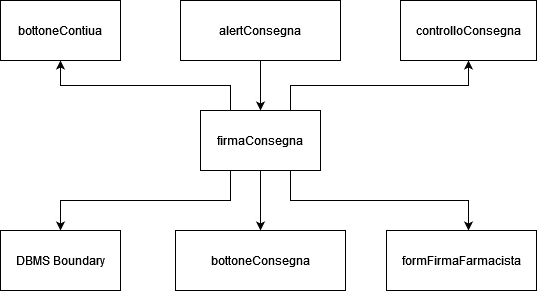 bottoneContiua
alertConsegna
controlloConsegna
firmaConsegna
DBMS Boundary
bottoneConsegna
formFirmaFarmacista